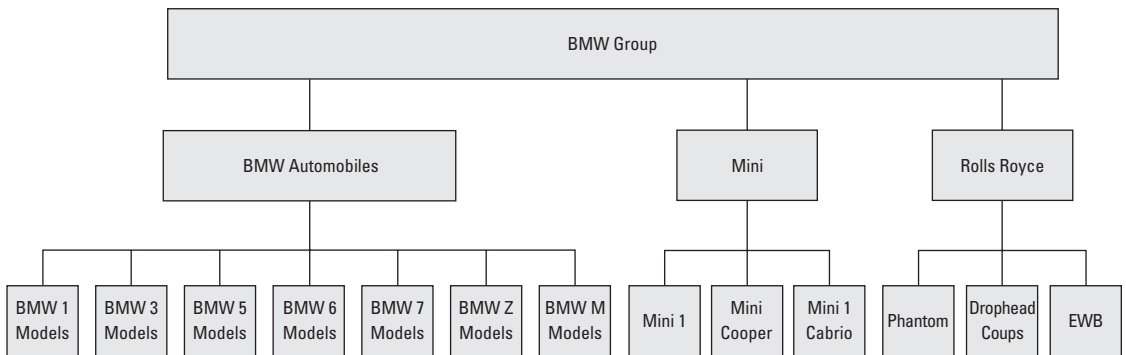 BMW Group
BMW Automobiles
Mini
Rolls Royce
BMW 1
Models
BMW 3
Models
BMW 5
Models
BMW 6
Models
BMW 7
Models
BMW Z
Models
BMW M
Models
Mini 1
Mini
Cooper
Mini 1
Cabrio
Phantom
Drophead
Coups
EWB